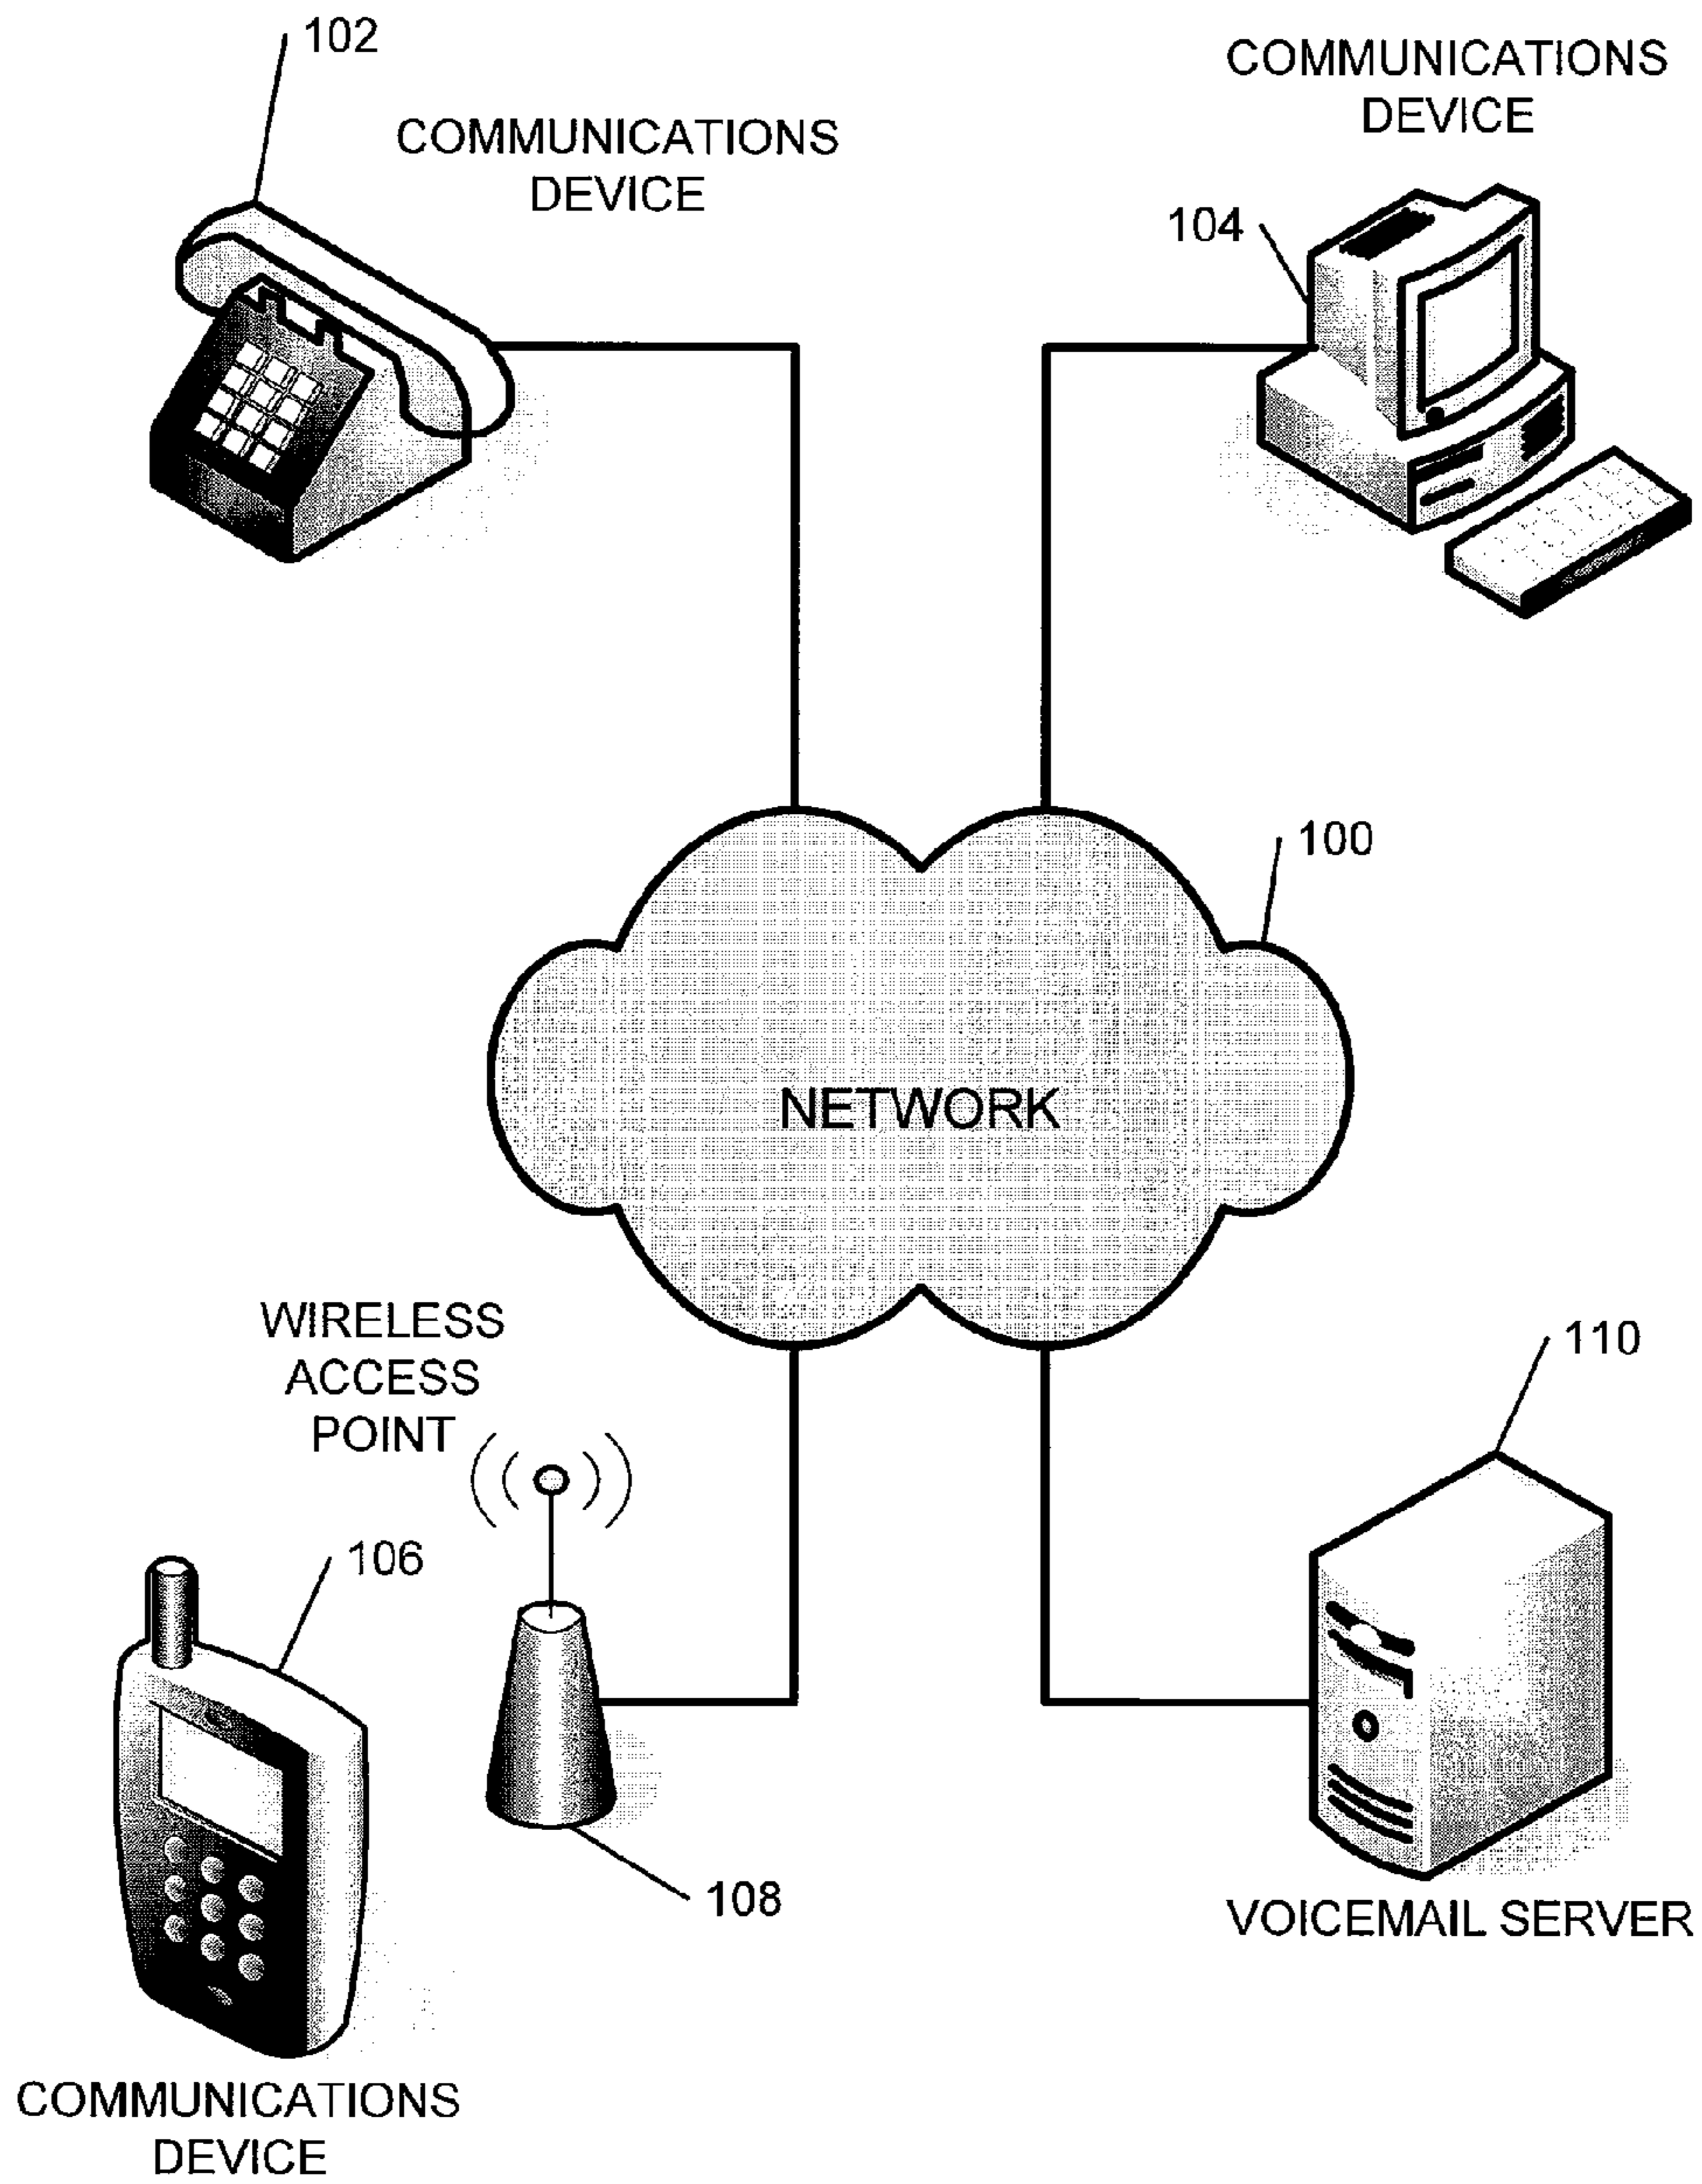 102
COMMUNICATIONS
DEVICE
COMMUNICATIONS
DEVICE
104
100
NETWORK
WIRELESS
ACCESS
POINT
110
106
108
VOICEMAIL SERVER
COMMUNICATIONS
DEVICE